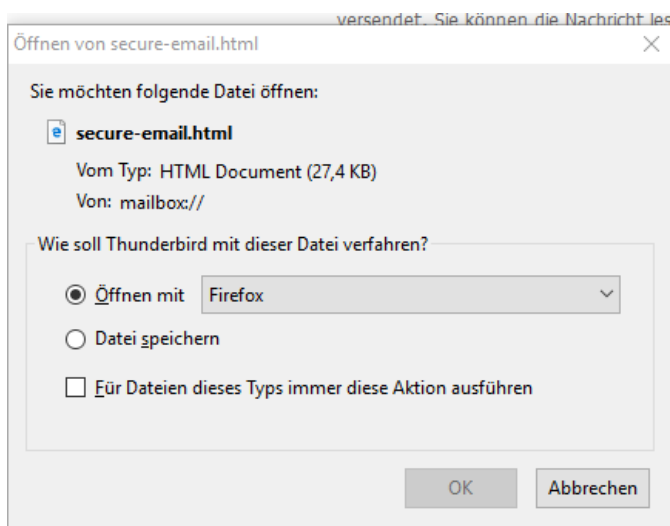 versendet. Sie können die Nachricht les
Öffnen von secure-email.html
Sie möchten folgende Datei öffnen:
secure-email.html
Vom Typ: HTML Document (27,4 KB)
Von: mailbox://
Wie soll Thunderbird mit dieser Datei verfahren?
Öffnen mit Firefox
Datei speichern
Für Dateien dieses Typs immer diese Aktion ausführen
OK Abbrechen